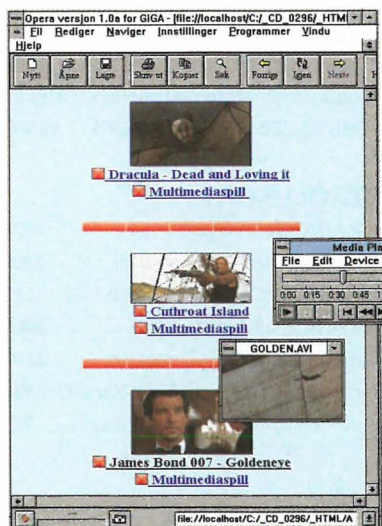 Opera versjon 1.0a for GIGA - [file://localhost/C:/_CD_0296/_HTM
Fil Rediger Naviger Innstillinger Programmer Vindu
Hjelp
Nytt Åpne Lagre Skriv ut Kopier Søk Forrige Igjen Neste
Dracula - Dead and Loving it
Multimediaspill
Media Pla
File Edit Device
0:00 0:15 0:30 0:45 1
Cuthroat Island
Multimediaspill
GOLDEN.AVI
James Bond 007 - Goldeneye
Multimediaspill
file://localhost/C:/_CD_0296/_HTML/A